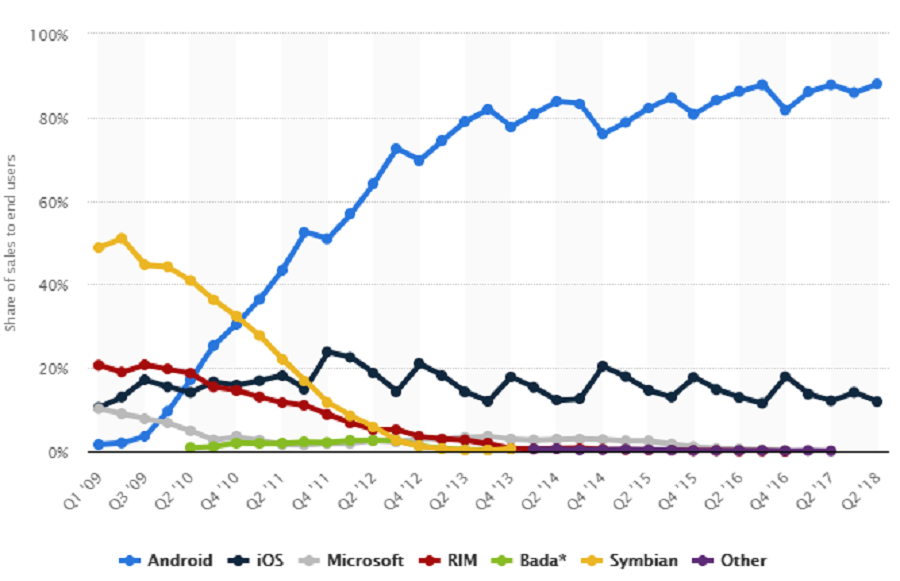 100%
80%
60%
40%
20%
0%
Share of sales to end users
Q1 '09
Q3 '09
Q2 '10
Q4 '10
Q2 '11
Q4 '11
Q2 '12
Q4 '12
Q2 '13
Q4 '13
Q2 '14
Q4 '14
Q2 '15
Q4 '15
Q2 '16
Q4 '16
Q2 '17
Q2 '18
Android iOS Microsoft RIM Bada* Symbian Other